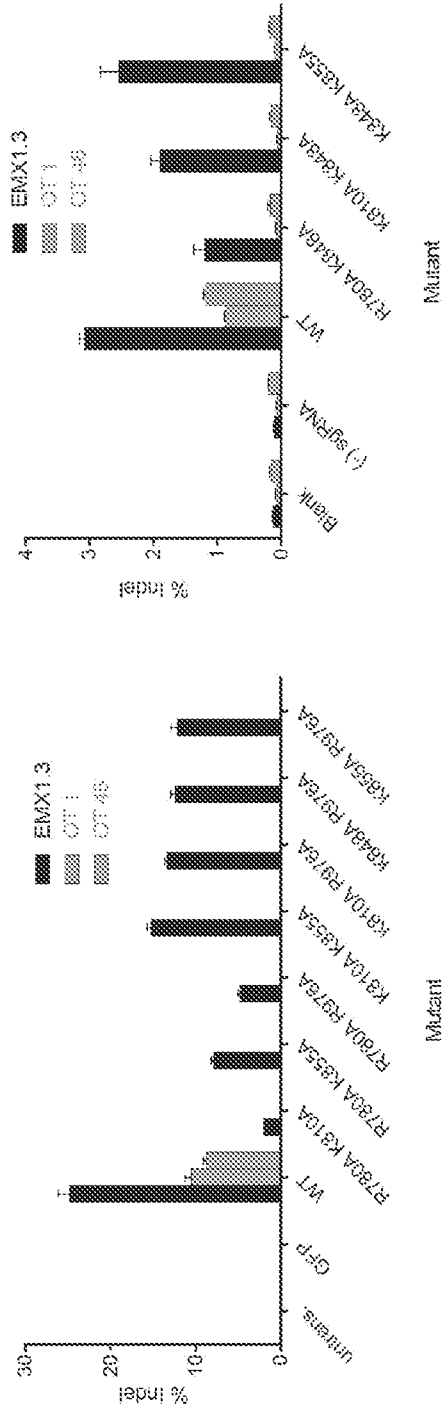 % Indel
30
20
10
0
EMX1.3
OT 1
OT 46
untrans.
GFP
WT
R780A K810A
R780A K855A
R780A R976A
K810A K855A
K810A R976A
K848A R976A
K855A R976A
Mutant
% Indel
4
3
2
1
0
EMX1.3
OT 1
OT 46
Blank
(-) sgRNA
WT
R780A K848A
K810A K848A
K848A K855A
Mutant